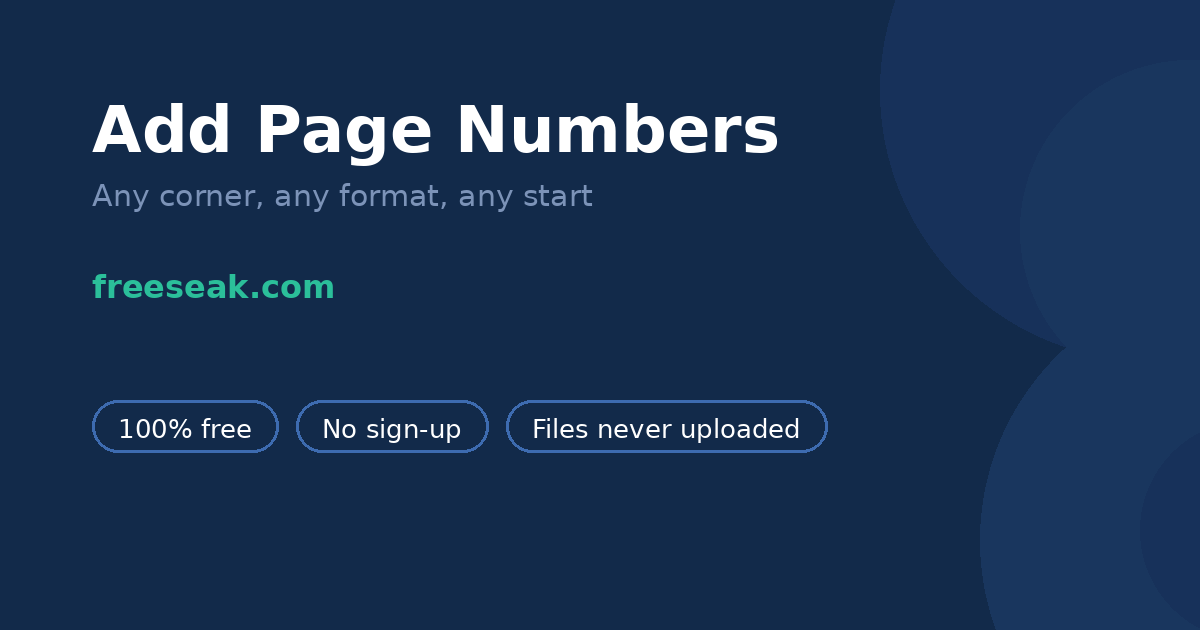 Add Page Numbers
Any corner, any format, any start
freeseak.com
100% free
No sign-up
Files never uploaded